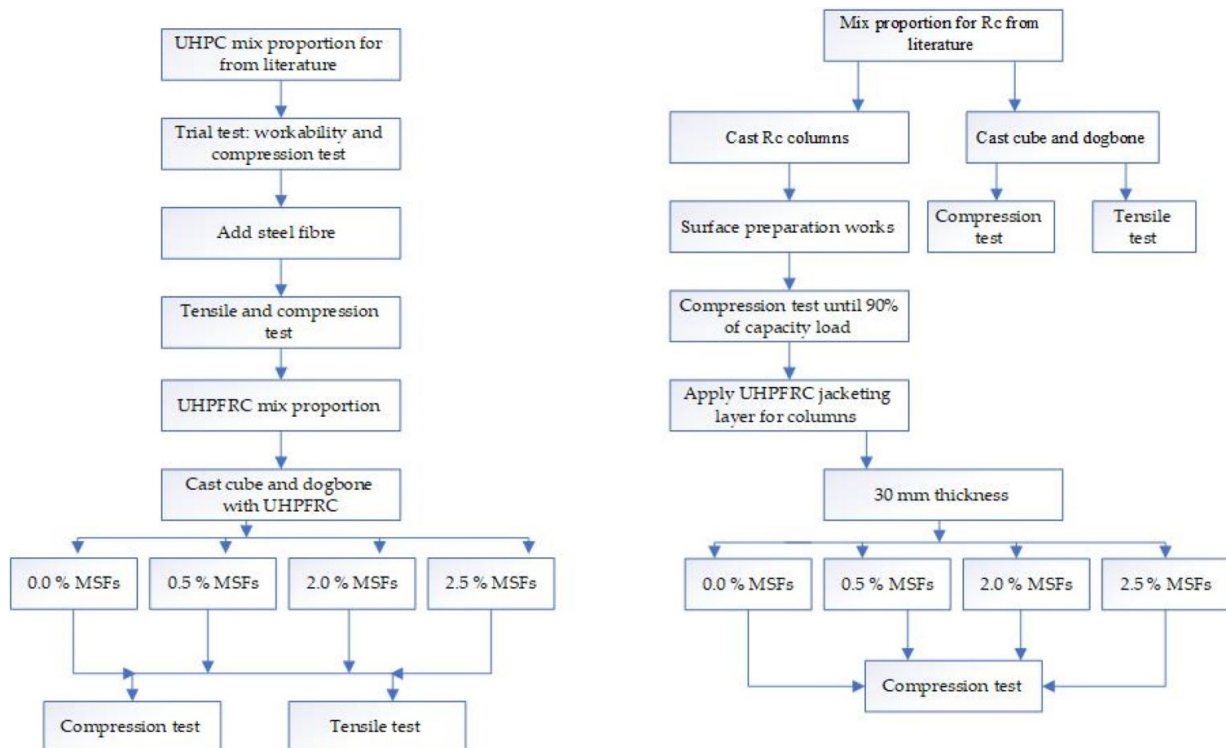 UHPC mix proportion for
from literature
Trial test: workability and
compression test
Add steel fibre
Tensile and compression
test
UHPFRC mix proportion
Cast cube and dogbone
with UHPFRC
0.0 % MSFs
0.5 % MSFs
2.0 % MSFs
2.5 % MSFs
Compression test
Tensile test
Mix proportion for Rc from
literature
Cast Rc columns
Cast cube and dogbone
Surface preparation works
Compression
test
Tensile
test
Compression test until 90%
of capacity load
Apply UHPFRC jacketing
layer for columns
30 mm thickness
0.0 % MSFs
0.5 % MSFs
2.0 % MSFs
2.5 % MSFs
Compression test